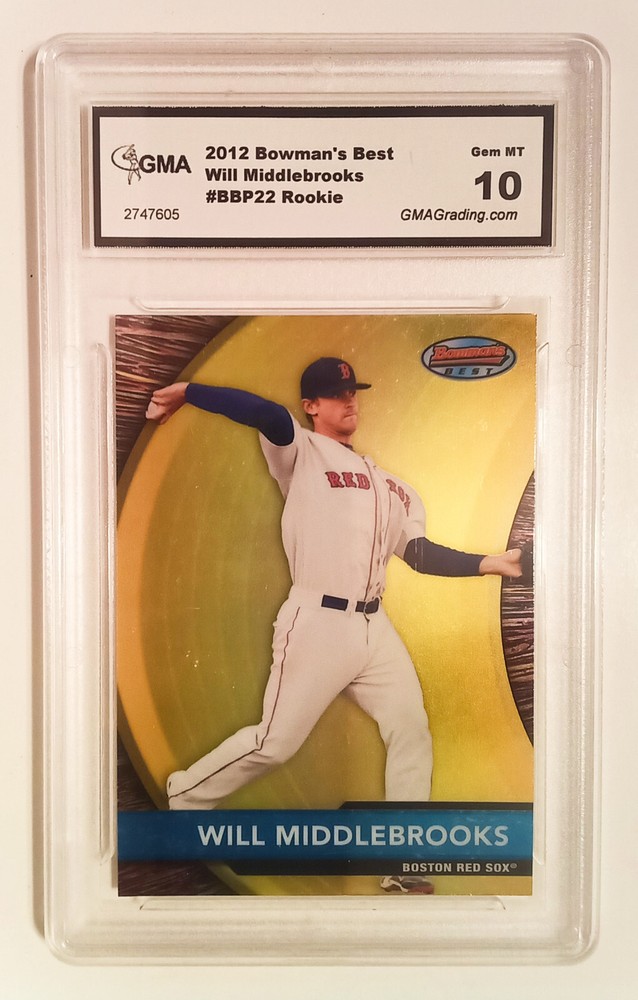 GMA
2012 Bowman's Best
Will Middlebrooks
#BBP22 Rookie
2747605
Gem MT
10
GMAGrading.com
Bowman's
BEST
B
RED SOX
WILL MIDDLEBROOKS
BOSTON RED SOX®